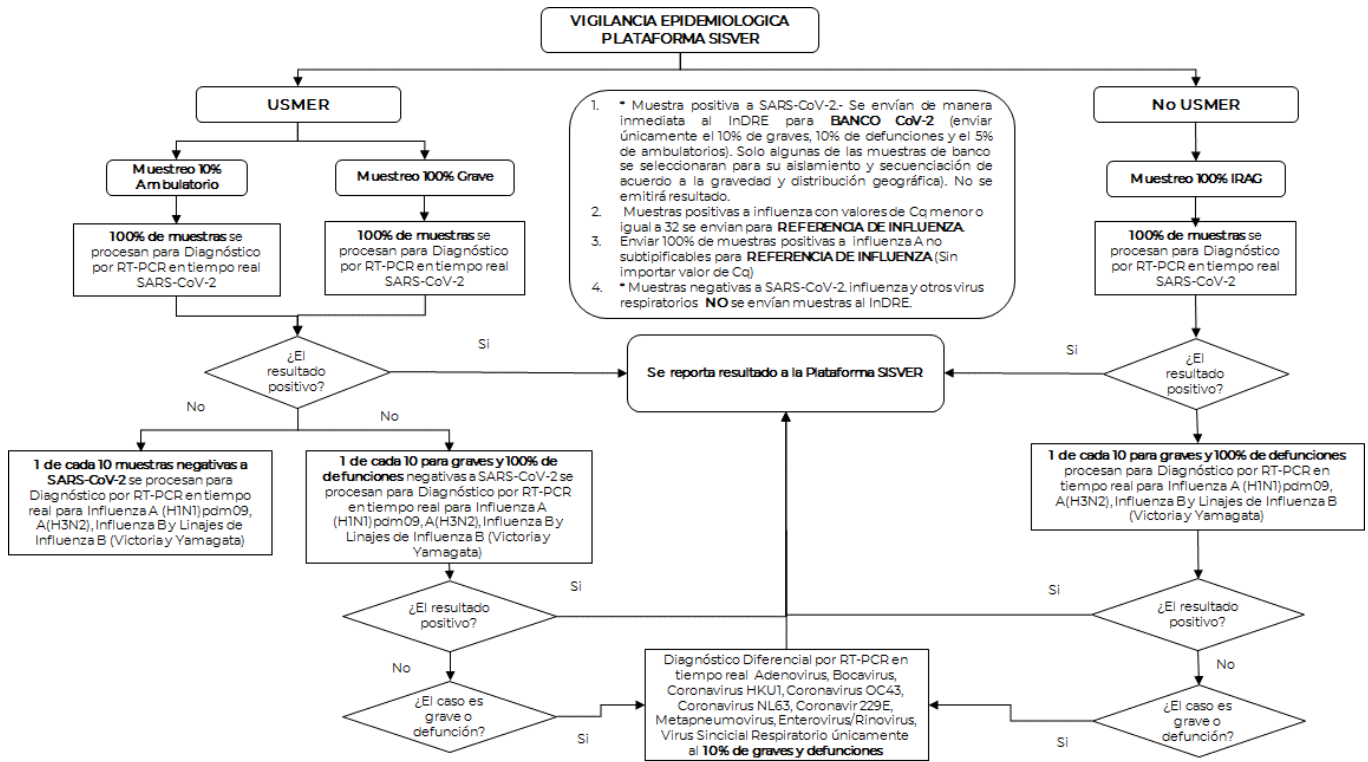 VIGILANCIA EPIDEMIOLOGICA
PLATAFORMA SISVER
USMER
No USMER
1. * Muestra positiva a SARS-CoV-2.- Se envían de manera
inmediata al InDRE para BANCO CoV-2 (enviar
únicamente el 10% de graves, 10% de defunciones y el 5%
de ambulatorios). Solo algunas de las muestras de banco
se seleccionaran para su aislamiento y secuenciación de
acuerdo a la gravedad y distribución geográfica). No se
emitirá resultado.
2. Muestras positivas a influenza con valores de Cq menor o
igual a 32 se envian para REFERENCIA DE INFLUENZA.
3. Enviar 100% de muestras positivas a influenza A no
subtipificables para REFERENCIA DE INFLUENZA (Sin
importar valor de Cq)
4. * Muestras negativas a SARS-CoV-2. influenza y otros virus
respiratorios NO se envían muestras al InDRE.
Muestreo 10%
Ambulatorio
Muestreo 100% Grave
Muestreo 100% IRAG
100% de muestras se
procesan para Diagnóstico
por RT-PCR en tiempo real
SARS-CoV-2
100% de muestras se
procesan para Diagnóstico
por RT-PCR en tiempo real
SARS-CoV-2
100% de muestras se
procesan para Diagnóstico
por RT-PCR en tiempo real
SARS-CoV-2
¿El
resultado
positivo?
Si
Se reporta resultado a la Plataforma SISVER
Si
¿El
resultado
positivo?
No
No
1 de cada 10 muestras negativas a
SARS-CoV-2 se procesan para
Diagnóstico por RT-PCR en tiempo
real para Influenza A (H1N1)pdm09,
A(H3N2), Influenza B y Linajes de
Influenza B (Victoria y Yamagata)
1 de cada 10 para graves y 100% de
defunciones negativas a SARS-CoV-2 se
procesan para Diagnóstico por RT-PCR
en tiempo real para Influenza A
(H1N1)pdm09, A(H3N2), Influenza B y
Linajes de Influenza B (Victoria y
Yamagata)
1 de cada 10 para graves y 100% de defunciones
procesan para Diagnóstico por RT-PCR en
tiempo real para Influenza A (H1N1)pdm09,
A(H3N2), Influenza B y Linajes de Influenza B
(Victoria y Yamagata)
¿El resultado
positivo?
Si
Si
¿El resultado
positivo?
No
No
Diagnóstico Diferencial por RT-PCR en
tiempo real Adenovirus, Bocavirus,
Coronavirus HKU1, Coronavirus OC43,
Coronavirus NL63, Coronavir 229E,
Metapneumovirus, Enterovirus/Rinovirus,
Virus Sincicial Respiratorio únicamente
al 10% de graves y defunciones
¿El caso es
grave o
defunción?
Si
Si
¿El caso es
grave o
defunción?